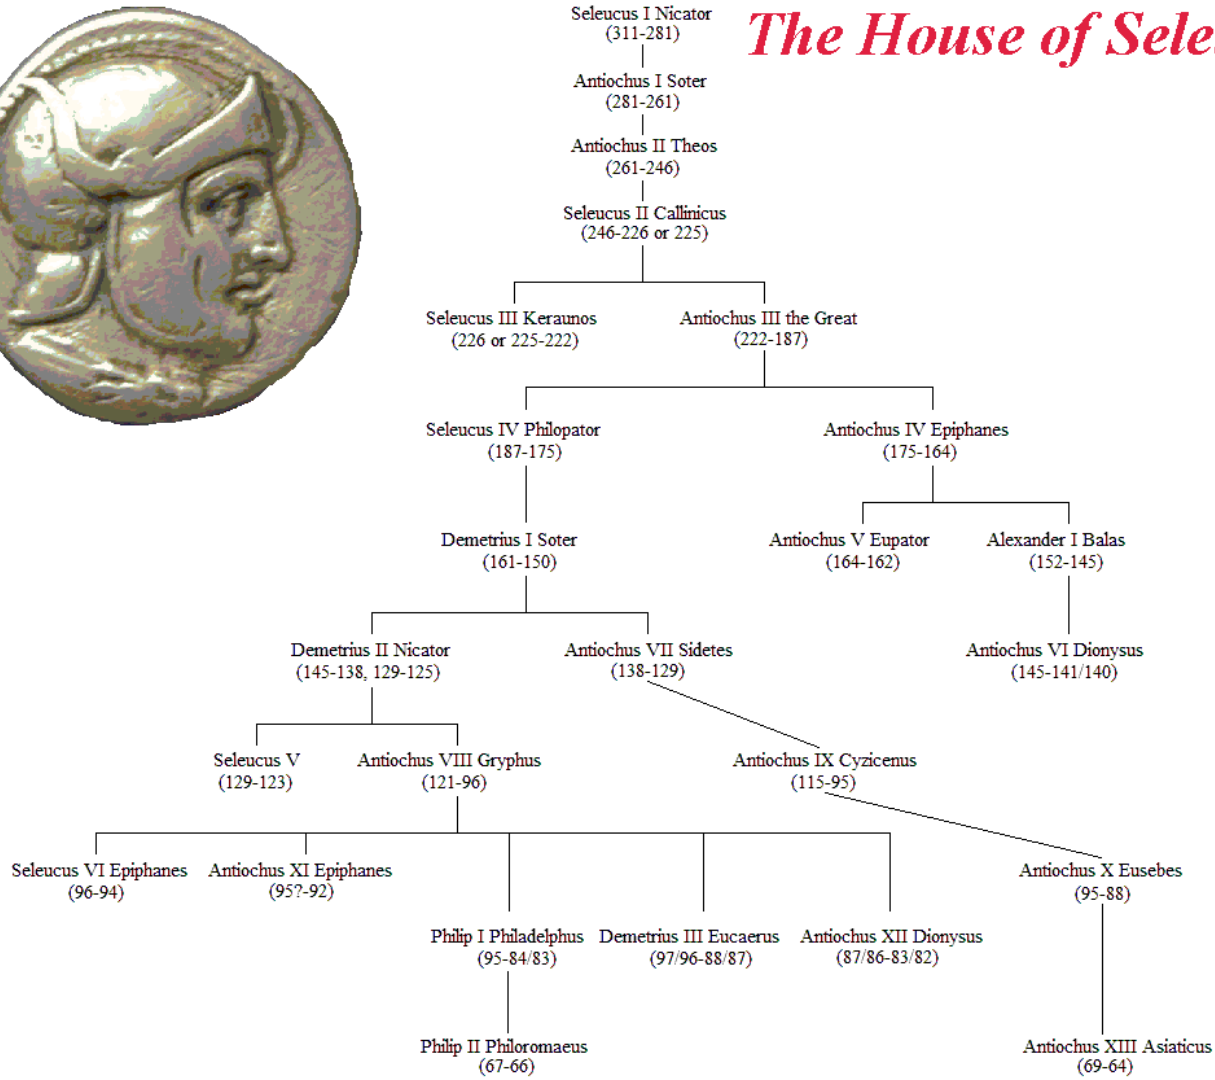 The House of Sele
Seleucus I Nicator
(311-281)
Antiochus I Soter
(281-261)
Antiochus II Theos
(261-246)
Seleucus II Callinicus
(246-226 or 225)
Seleucus III Keraunos
(226 or 225-222)
Antiochus III the Great
(222-187)
Seleucus IV Philopator
(187-175)
Antiochus IV Epiphanes
(175-164)
Demetrius I Soter
(161-150)
Antiochus V Eupator
(164-162)
Alexander I Balas
(152-145)
Demetrius II Nicator
(145-138, 129-125)
Antiochus VII Sidetes
(138-129)
Antiochus VI Dionysus
(145-141/140)
Seleucus V
(129-123)
Antiochus VIII Gryphus
(121-96)
Antiochus IX Cyzicenus
(115-95)
Seleucus VI Epiphanes
(96-94)
Antiochus XI Epiphanes
(95?-92)
Antiochus X Eusebes
(95-88)
Philip I Philadelphus
(95-84/83)
Demetrius III Eucaerus
(97/96-88/87)
Antiochus XII Dionysus
(87/86-83/82)
Philip II Philoromaeus
(67-66)
Antiochus XIII Asiaticus
(69-64)